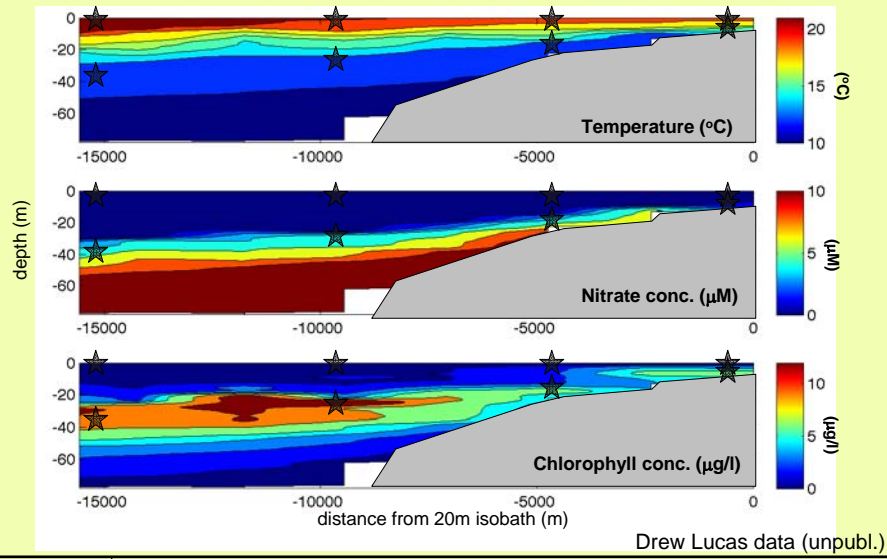 0
-20
-40
-60
-15000 -10000 -5000 0
Temperature (°C)
20
15
10
(°C)
0
-20
-40
-60
-15000 -10000 -5000 0
Nitrate conc. (μM)
10
5
0
(μM)
depth (m)
0
-20
-40
-60
-15000 -10000 -5000 0
Chlorophyll conc. (μg/l)
10
5
0
(μg/l)
distance from 20m isobath (m)
Drew Lucas data (unpubl.)